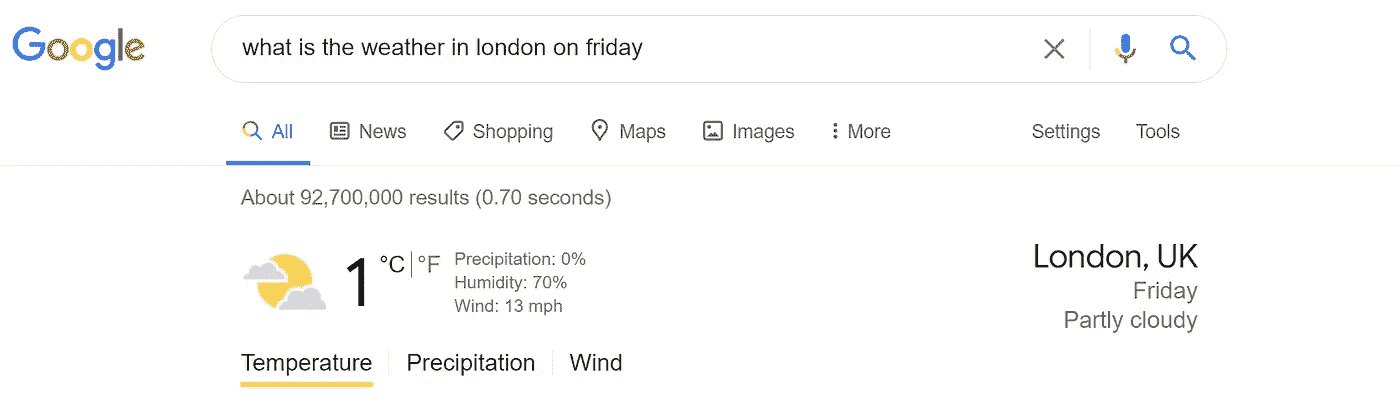 Google
what is the weather in london on friday
All News Shopping Maps Images More Settings Tools
About 92,700,000 results (0.70 seconds)
1 °C | °F
Precipitation: 0%
Humidity: 70%
Wind: 13 mph
London, UK
Friday
Partly cloudy
Temperature Precipitation Wind